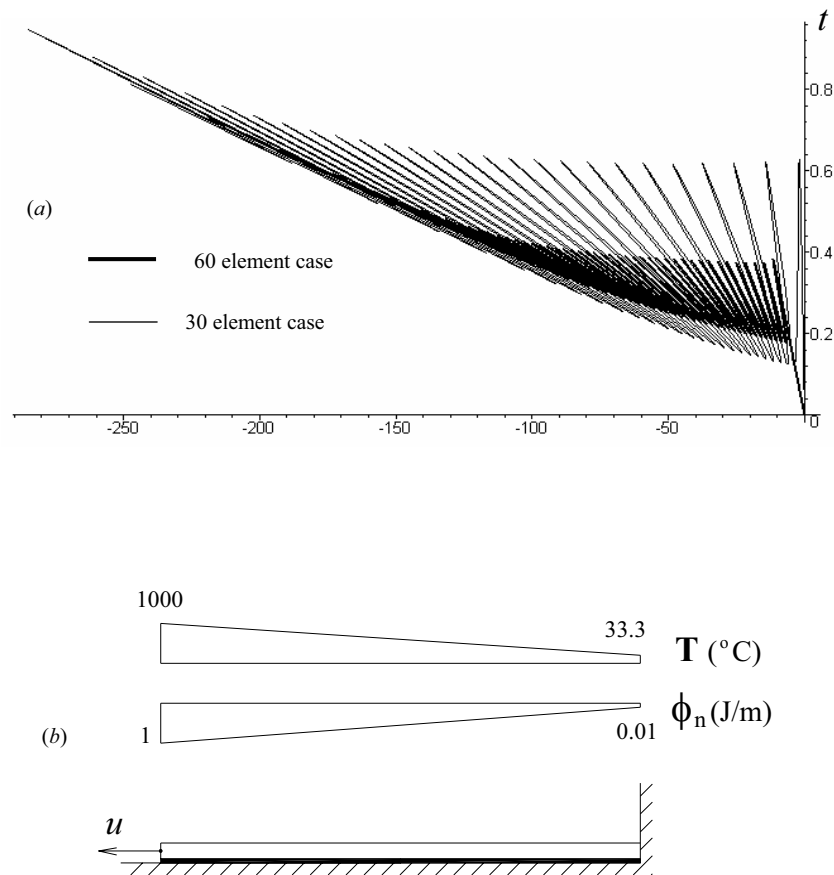 t
0.8
0.6
(a)
60 element case
0.4
30 element case
0.2
0
-250 -200 -150 -100 -50
1000
33.3
T (°C)
ϕn (J/m)
(b)
1
0.01
u